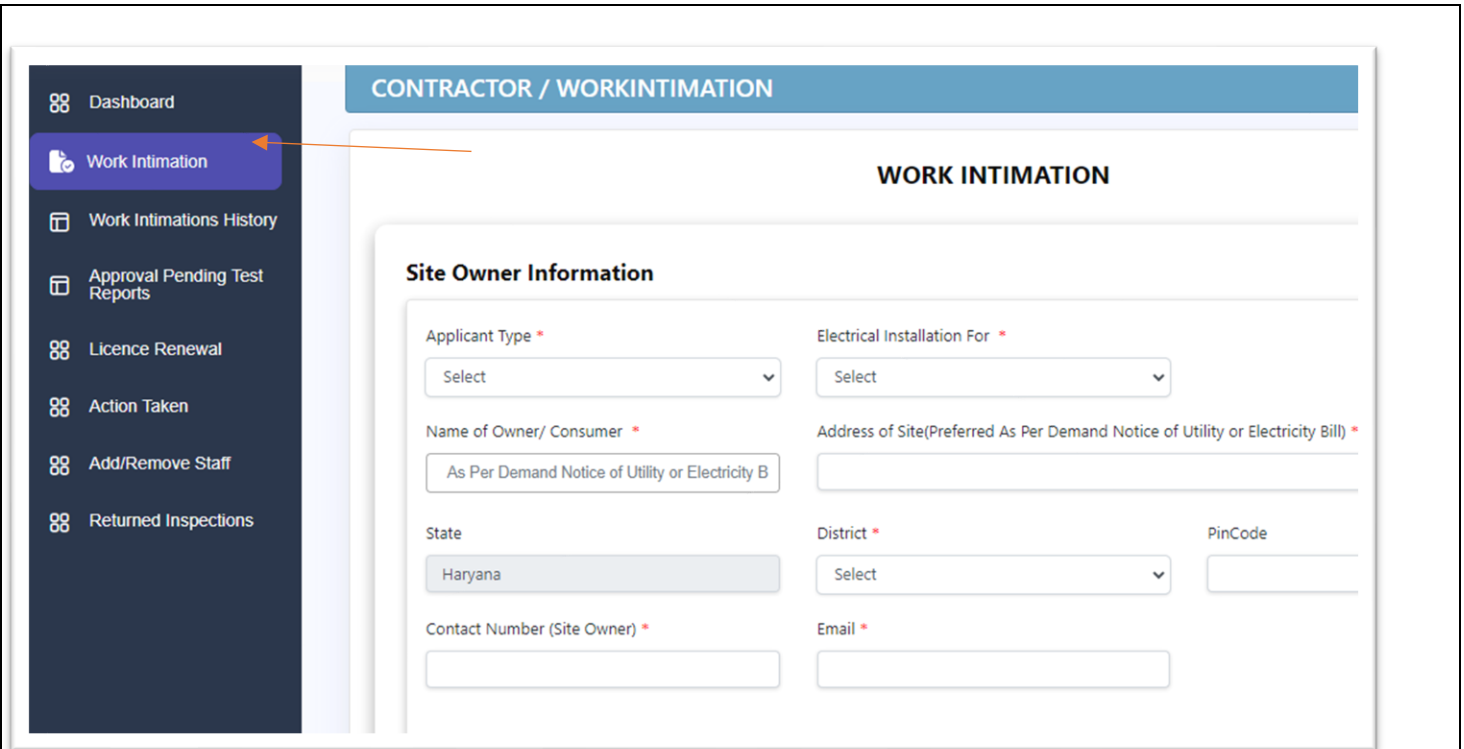 Dashboard
Work Intimation
Work Intimations History
Approval Pending Test
Reports
Licence Renewal
Action Taken
Add/Remove Staff
Returned Inspections
CONTRACTOR / WORKINTIMATION
WORK INTIMATION
Site Owner Information
Applicant Type *
Electrical Installation For *
Select
Select
Name of Owner/ Consumer *
Address of Site(Preferred As Per Demand Notice of Utility or Electricity Bill) *
As Per Demand Notice of Utility or Electricity B
State
District *
PinCode
Haryana
Select
Contact Number (Site Owner) *
Email *